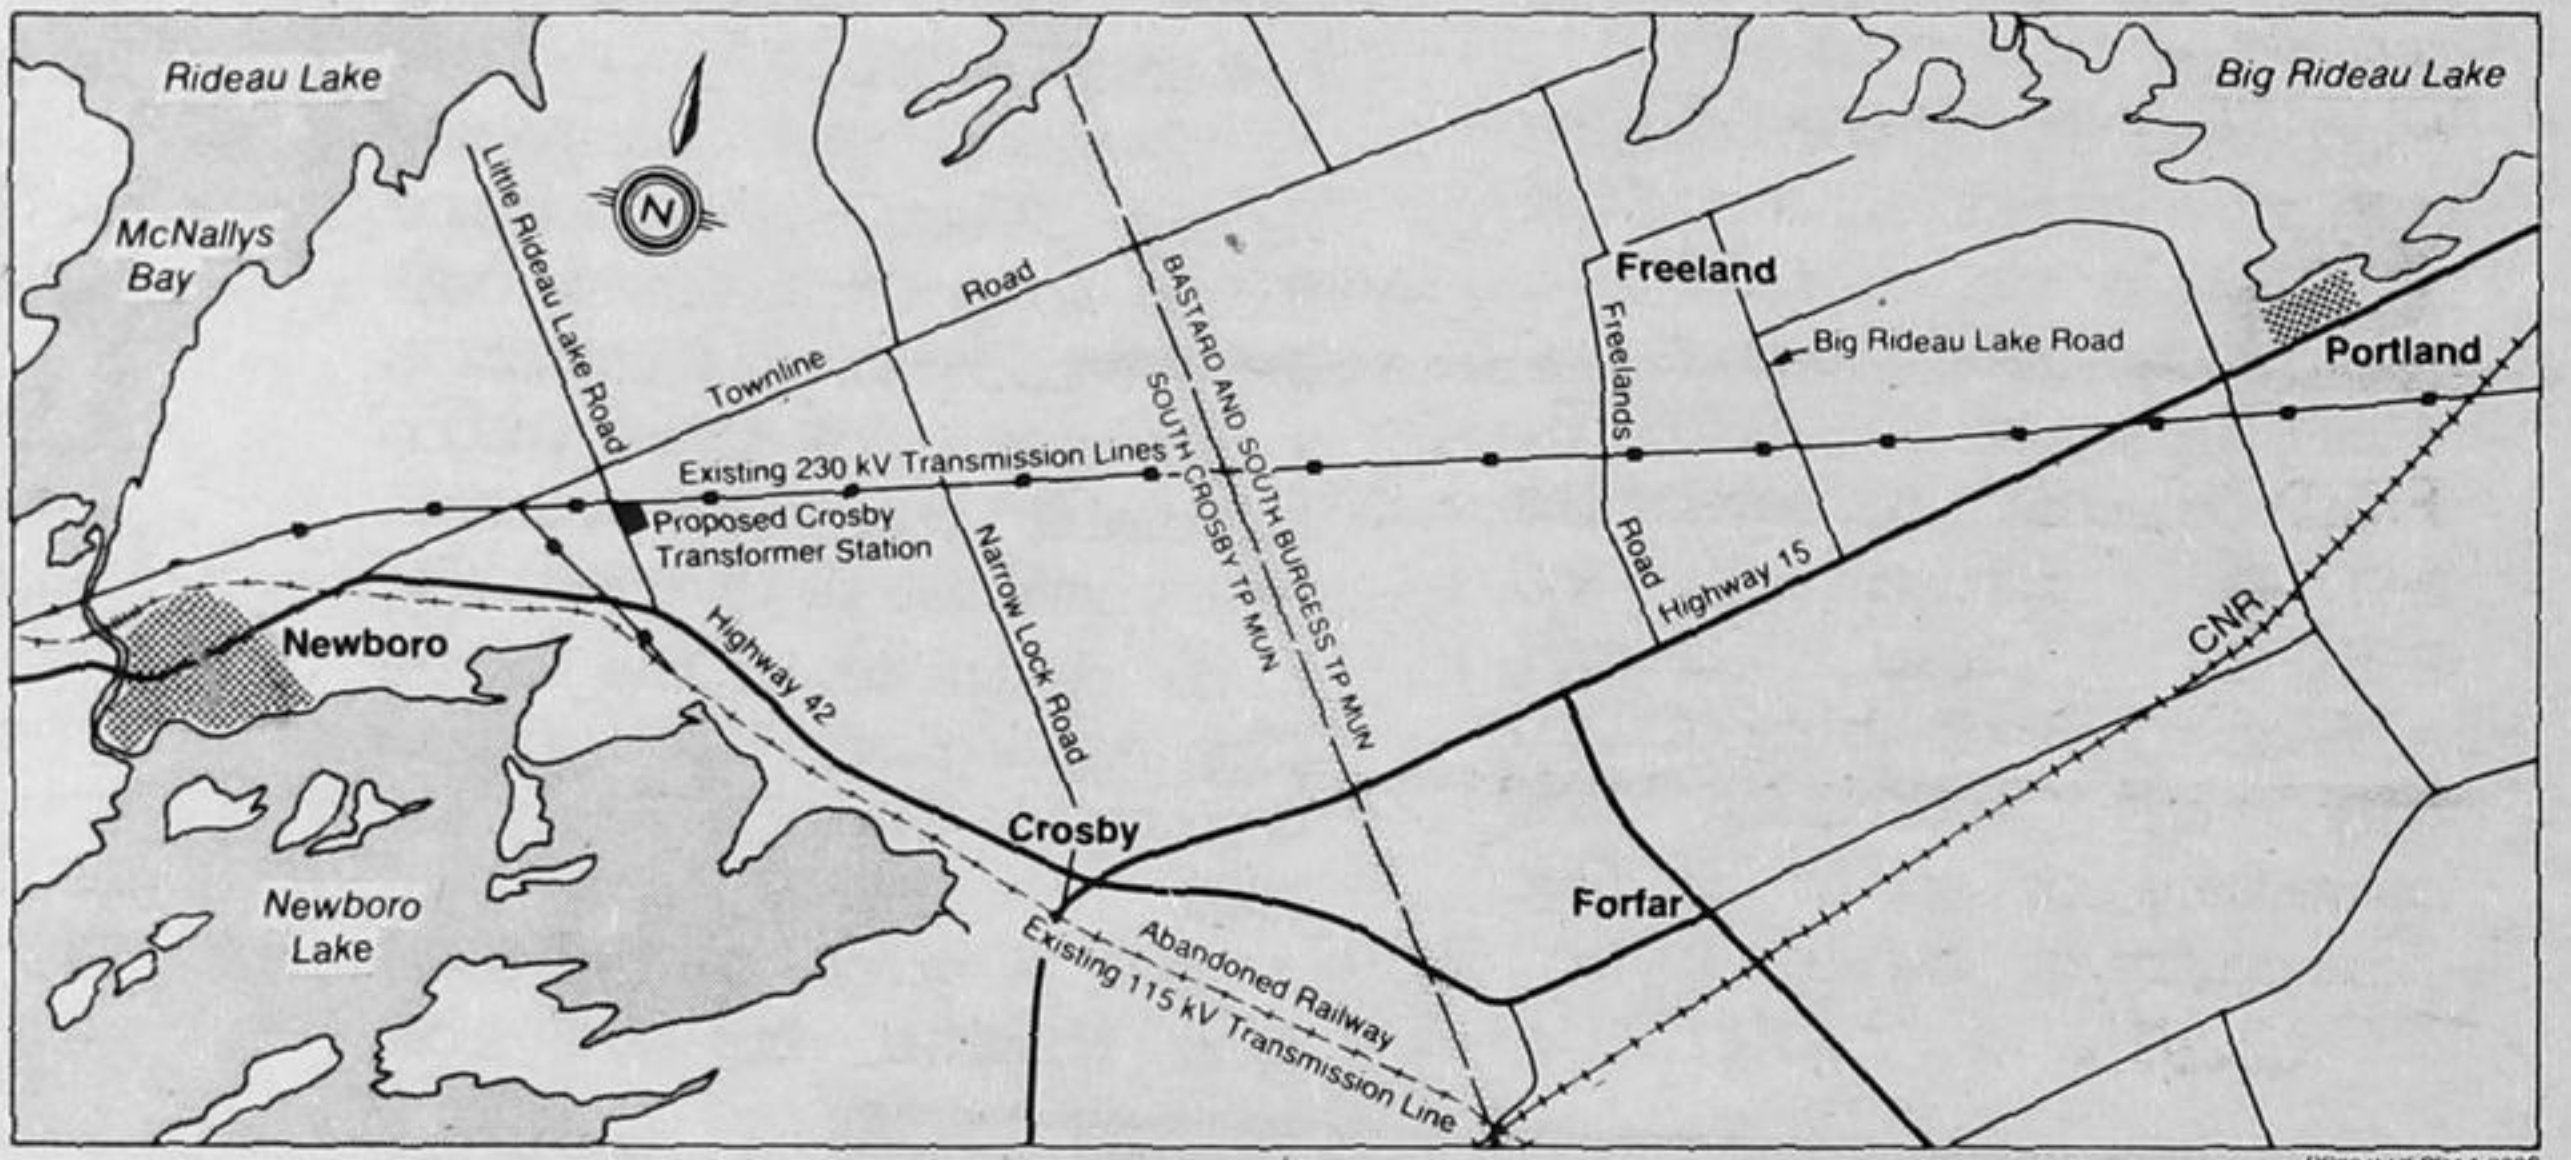 Rideau Lake
Big Rideau Lake
McNallys
Bay
Little Rideau Lake Road
N
Townline
Road
BASTARD AND SOUTH BURGESS TP MUN
SOUTH CROSBY TP MUN
Freeland
Freelands
Road
Big Rideau Lake Road
Portland
Existing 230 kV Transmission Lines
Proposed Crosby
Transformer Station
Narrow Lock Road
Highway 15
CNR
Newboro
Highway 42
Crosby
Forfar
Newboro
Lake
Abandoned Railway
Existing 115 kV Transmission Line